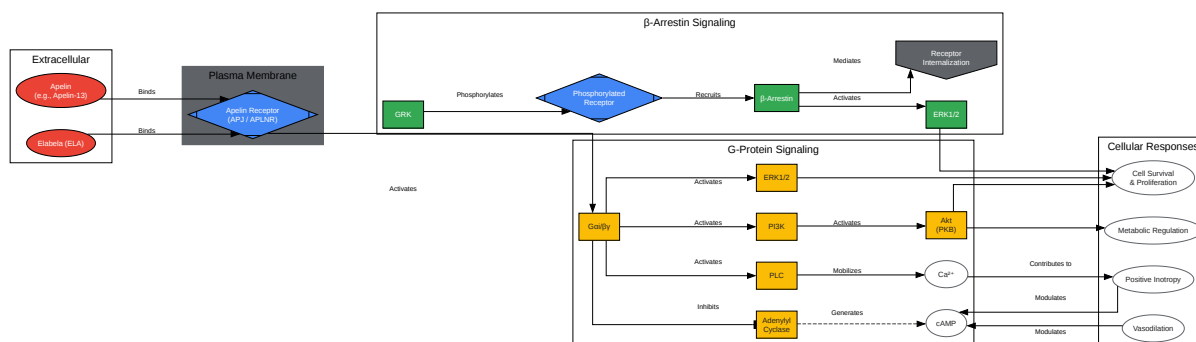 β-Arrestin Signaling
Extracellular
Apelin
(e.g., Apelin-13)
Elabela (ELA)
Binds
Binds
Plasma Membrane
Apelin Receptor
(APJ / APLNR)
Activates
GRK
Phosphorylates
Phosphorylated
Receptor
Recruits
β-Arrestin
Mediates
Activates
Receptor
Internalization
ERK1/2
G-Protein Signaling
Gαi/βγ
Activates
ERK1/2
Activates
PI3K
Activates
Akt
(PKB)
Activates
PLC
Mobilizes
Ca²⁺
Contributes to
Inhibits
Adenylyl
Cyclase
Generates
cAMP
Modulates
Modulates
Cellular Responses
Cell Survival
& Proliferation
Metabolic Regulation
Positive Inotropy
Vasodilation